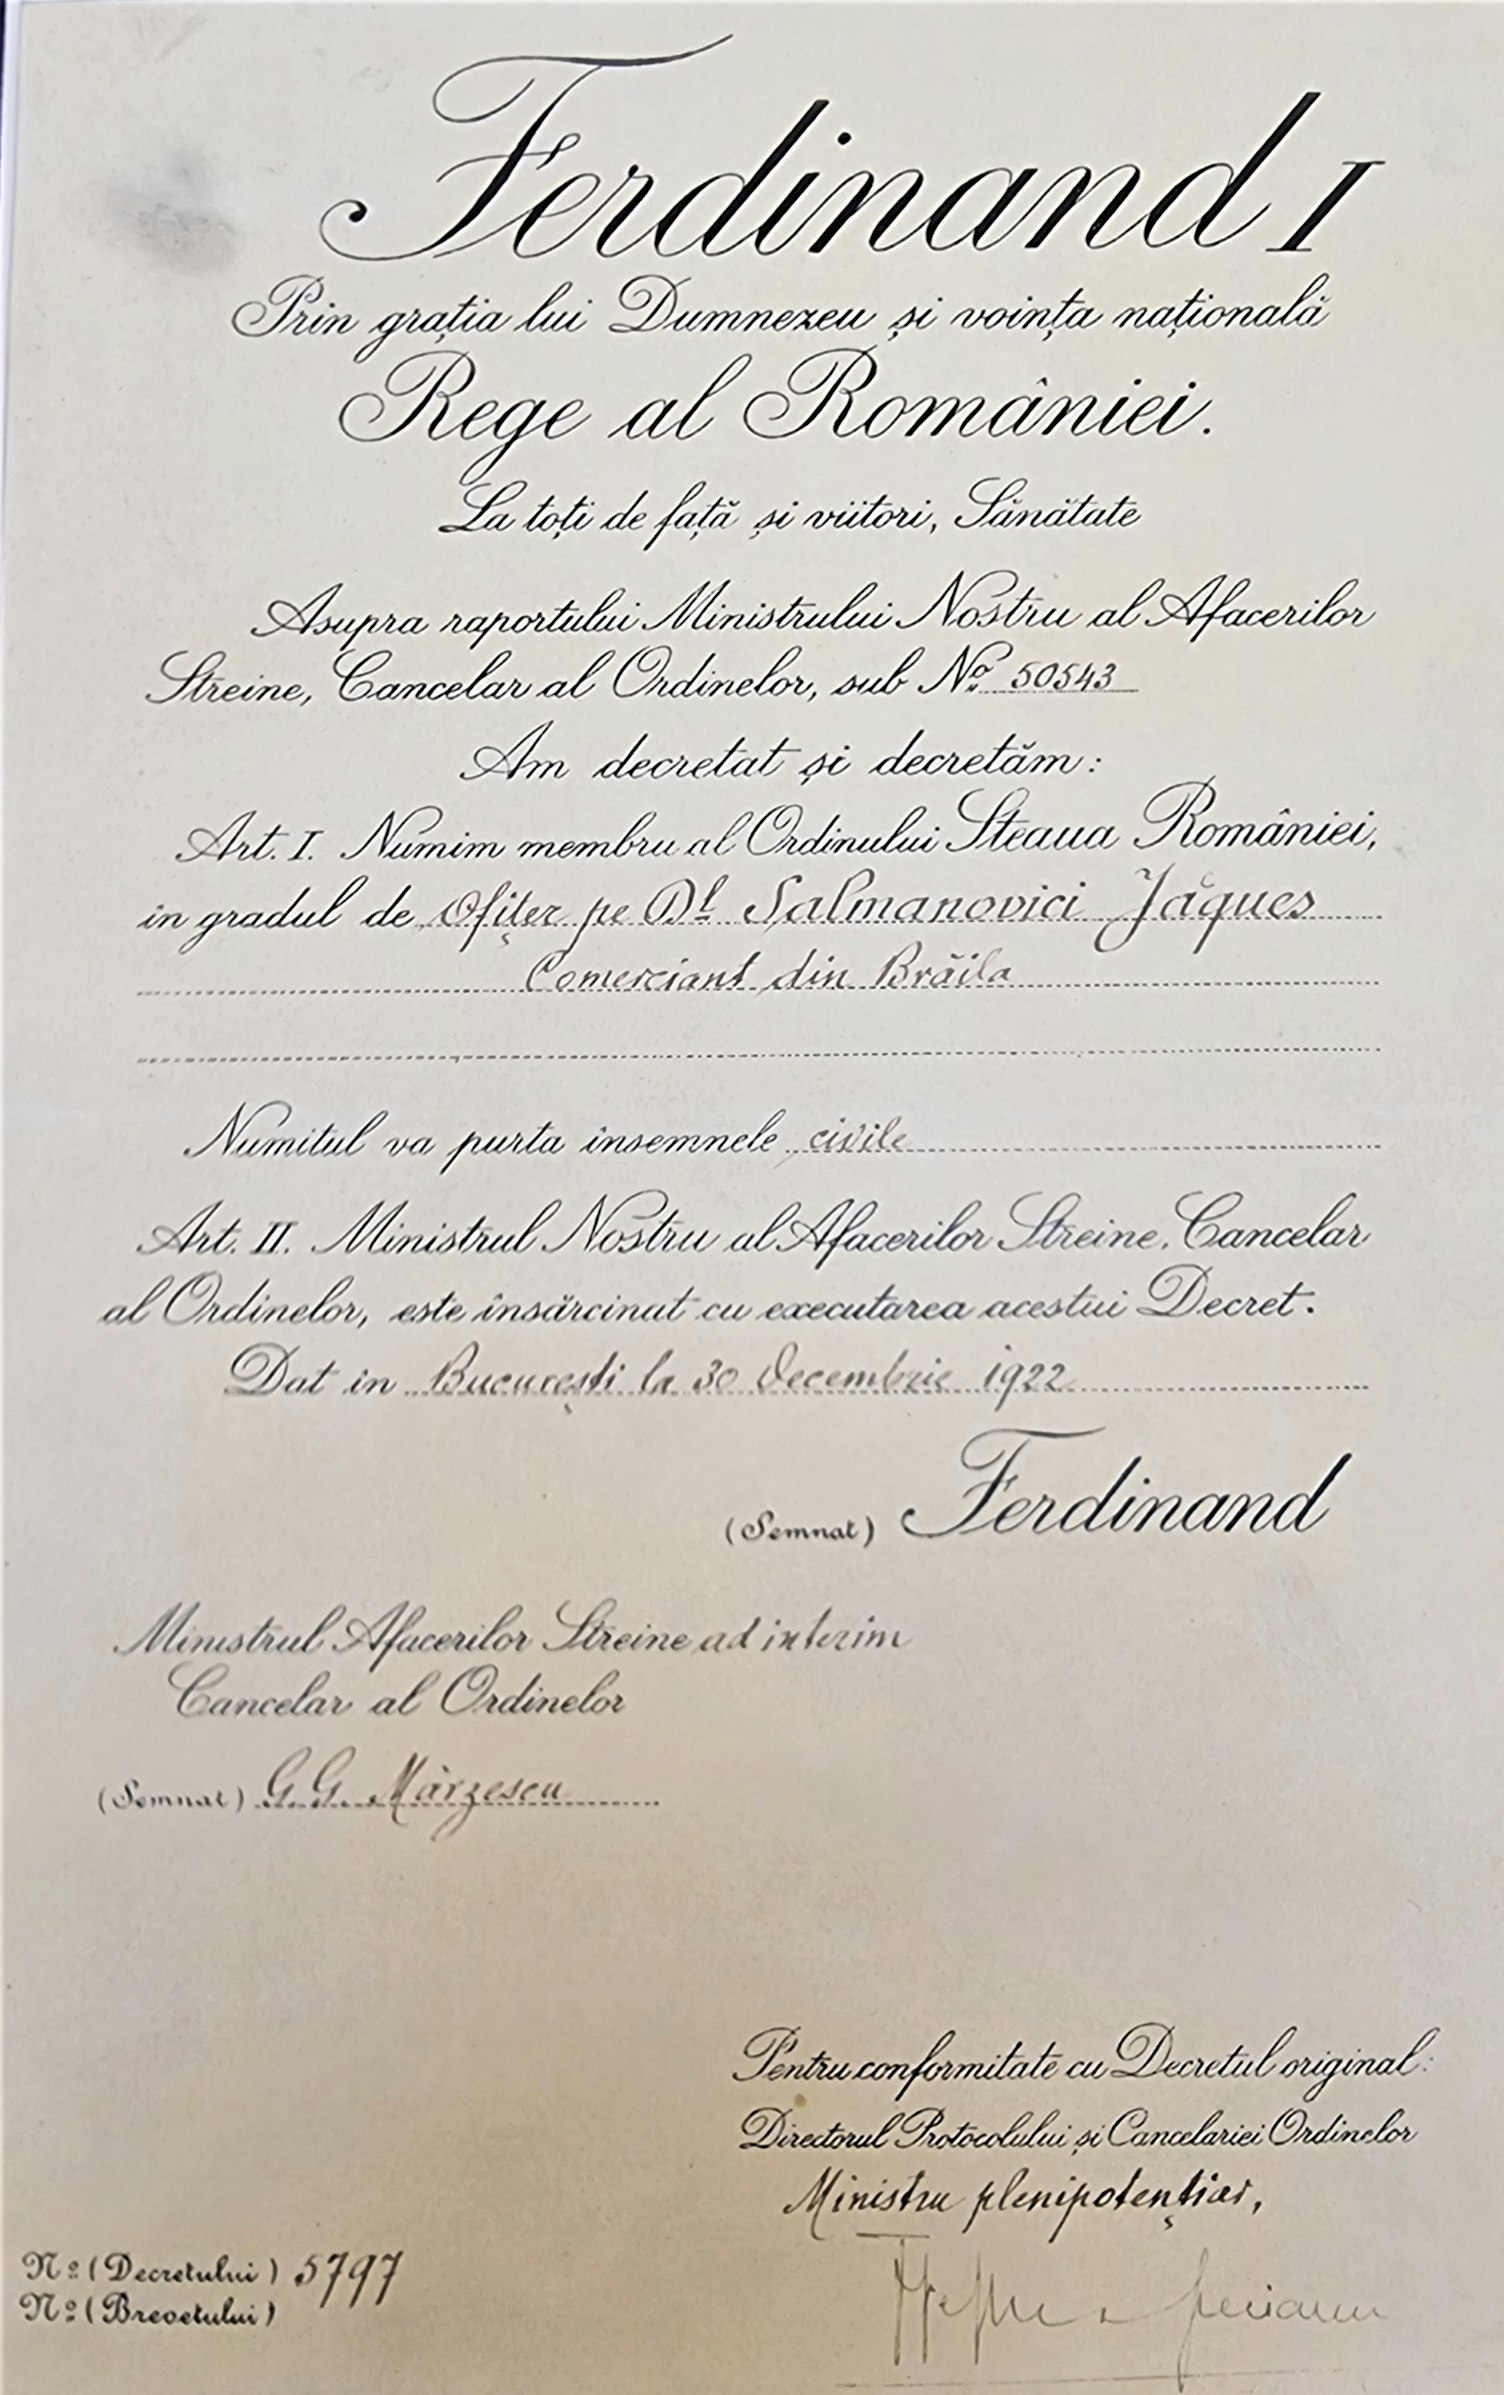 Ferdinand I
Prin grația lui Dumnezeu și voința națională
Rege al României.
La toți de față și viitori, Sănătate
Asupra raportului Ministrului Nostru al Afacerilor
Streine, Cancelar al Ordinelor, sub Nº 50543
Am decretat și decretăm:
Art. I. Numim membru al Ordinului Steaua României,
in gradul de Ofițer pe Dl Salmanovici Jăques
Comerciant din Brăila
Numitul va purta însemnele civile
Art. II. Ministrul Nostru al Afacerilor Streine, Cancelar
al Ordinelor, este însărcinat cu executarea acestui Decret.
Dat in București la 30 Decembrie 1922
(Semnat) Ferdinand
Ministrul Afacerilor Streine ad interim
Cancelar al Ordinelor
(Semnat) G. G. Mârzescu
Pentru conformitate cu Decretul original:
Directorul Protocolului și Cancelariei Ordinelor
Ministru plenipotențiar,
Nº (Decretului) 5797
Nº (Brevetului)